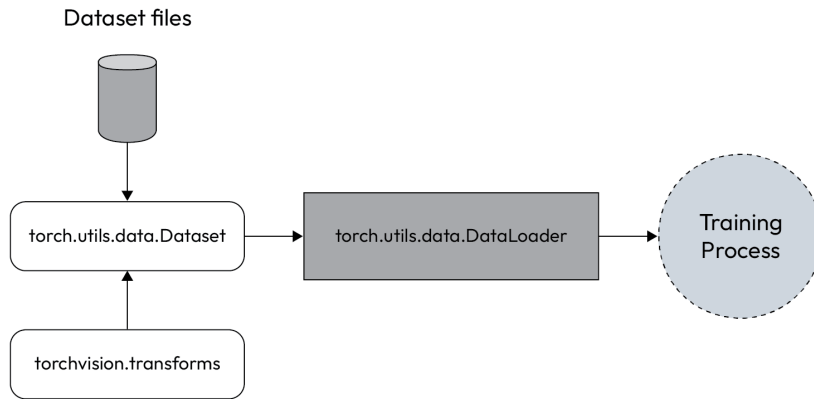 Dataset files
torch.utils.data.Dataset
torch.utils.data.DataLoader
Training
Process
torchvision.transforms